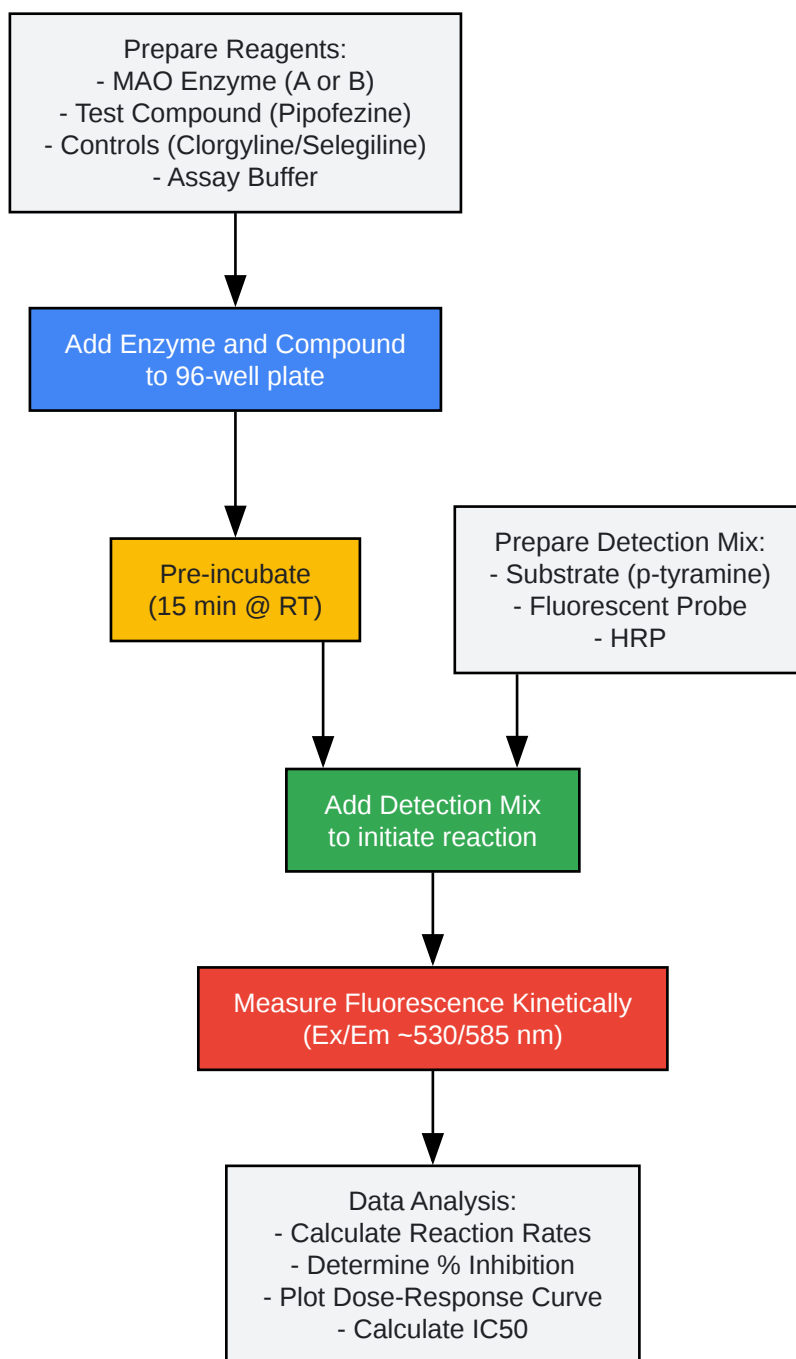 Prepare Reagents:
- MAO Enzyme (A or B)
- Test Compound (Pipofezine)
- Controls (Clorgyline/Selegiline)
- Assay Buffer
Add Enzyme and Compound
to 96-well plate
Pre-incubate
(15 min @ RT)
Prepare Detection Mix:
- Substrate (p-tyramine)
- Fluorescent Probe
- HRP
Add Detection Mix
to initiate reaction
Measure Fluorescence Kinetically
(Ex/Em ~530/585 nm)
Data Analysis:
- Calculate Reaction Rates
- Determine % Inhibition
- Plot Dose-Response Curve
- Calculate IC50